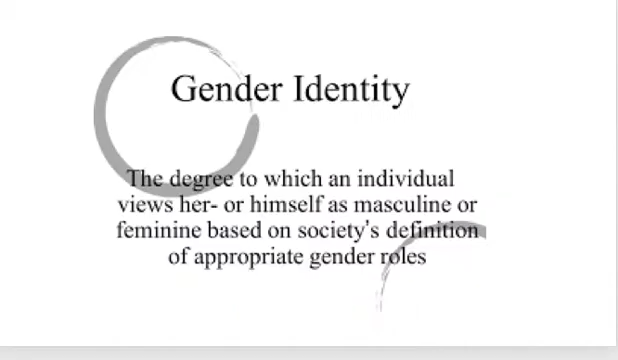 Gender Identity
The degree to which an individual
views her- or himself as masculine or
feminine based on society's definition
of appropriate gender roles